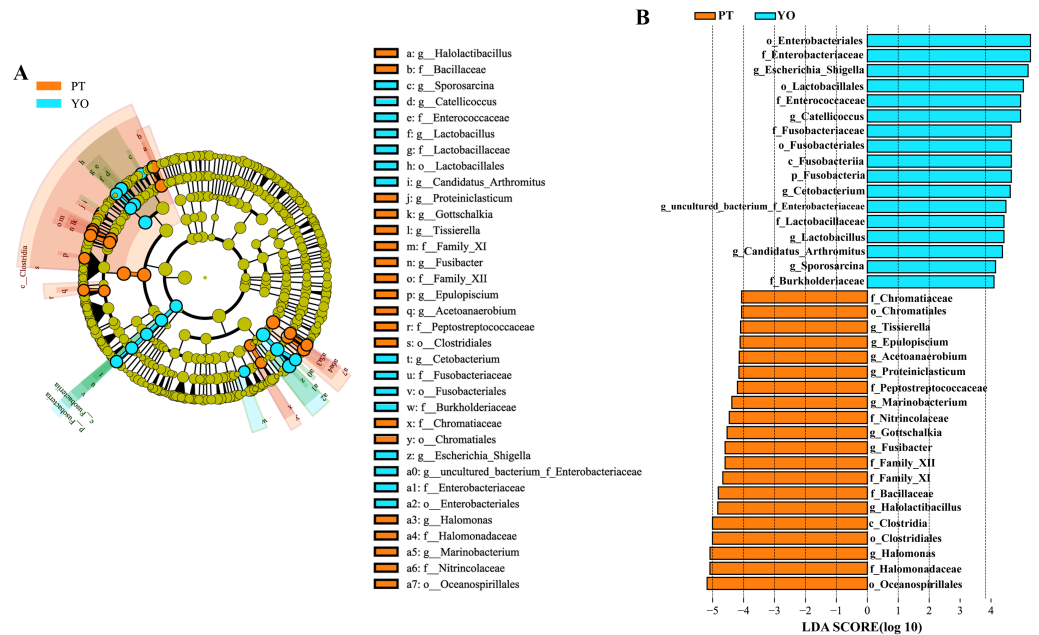 A
PT
YO
a: g__Halolactibacillus
b: f__Bacillaceae
c: g__Sporosarcina
d: g__Catellicoccus
e: f__Enterococcaceae
f: g__Lactobacillus
g: f__Lactobacillaceae
h: o__Lactobacillales
i: g__Candidatus_Arthromitus
j: g__Proteiniclasticum
k: g__Gottschalkia
l: g__Tissierella
m: f__Family_XI
n: g__Fusibacter
o: f__Family_XII
p: g__Epulopiscium
q: g__Acetoanaerobium
r: f__Peptostreptococcaceae
s: o__Clostridiales
t: g__Cetobacterium
u: f__Fusobacteriaceae
v: o__Fusobacteriales
w: f__Burkholderiaceae
x: f__Chromatiaceae
y: o__Chromatiales
z: g__Escherichia_Shigella
a0: g__uncultured_bacterium_f_Enterobacteriaceae
a1: f__Enterobacteriaceae
a2: o__Enterobacteriales
a3: g__Halomonas
a4: f__Halomonadaceae
a5: g__Marinobacterium
a6: f__Nitrincolaceae
a7: o__Oceanospirillales
c__Clostridia
p__Fusobacteria
c__Fusobacteriia
B
PT YO
o_Enterobacteriales
f_Enterobacteriaceae
g_Escherichia_Shigella
o_Lactobacillales
f_Enterococcaceae
g_Catellicoccus
f_Fusobacteriaceae
o_Fusobacteriales
c_Fusobacteriia
p_Fusobacteria
g_Cetobacterium
g_uncultured_bacterium_f_Enterobacteriaceae
f_Lactobacillaceae
g_Lactobacillus
g_Candidatus_Arthromitus
g_Sporosarcina
f_Burkholderiaceae
f_Chromatiaceae
o_Chromatiales
g_Tissierella
g_Epulopiscium
g_Acetoanaerobium
g_Proteiniclasticum
f_Peptostreptococcaceae
g_Marinobacterium
f_Nitrincolaceae
g_Gottschalkia
g_Fusibacter
f_Family_XII
f_Family_XI
f_Bacillaceae
g_Halolactibacillus
c_Clostridia
o_Clostridiales
g_Halomonas
f_Halomonadaceae
o_Oceanospirillales
−5 −4 −3 −2 −1 0 1 2 3 4
LDA SCORE(log 10)